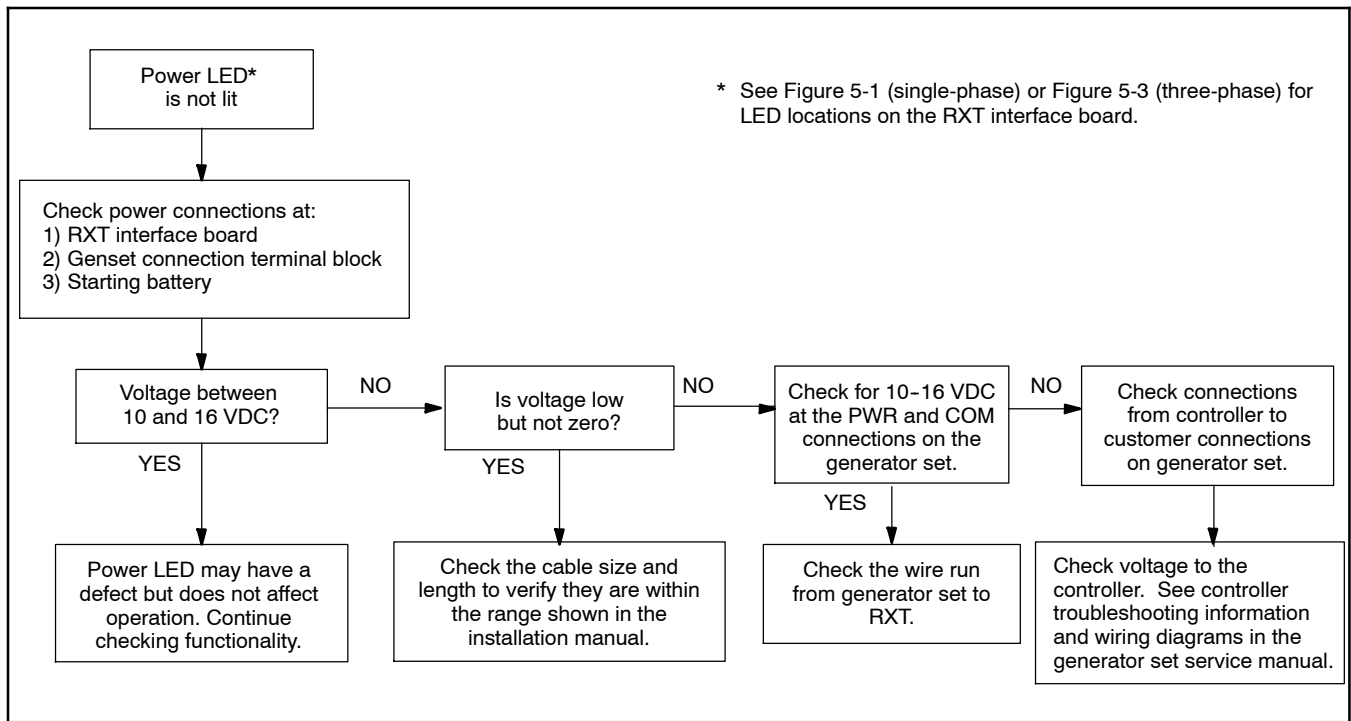 Power LED*
is not lit
* See Figure 5-1 (single-phase) or Figure 5-3 (three-phase) for
LED locations on the RXT interface board.
Check power connections at:
1) RXT interface board
2) Genset connection terminal block
3) Starting battery
Voltage between
10 and 16 VDC?
NO
Is voltage low
but not zero?
NO
Check for 10-16 VDC
at the PWR and COM
connections on the
generator set.
NO
Check connections
from controller to
customer connections
on generator set.
YES
YES
YES
Power LED may have a
defect but does not affect
operation. Continue
checking functionality.
Check the cable size and
length to verify they are within
the range shown in the
installation manual.
Check the wire run
from generator set to
RXT.
Check voltage to the
controller. See controller
troubleshooting information
and wiring diagrams in the
generator set service manual.